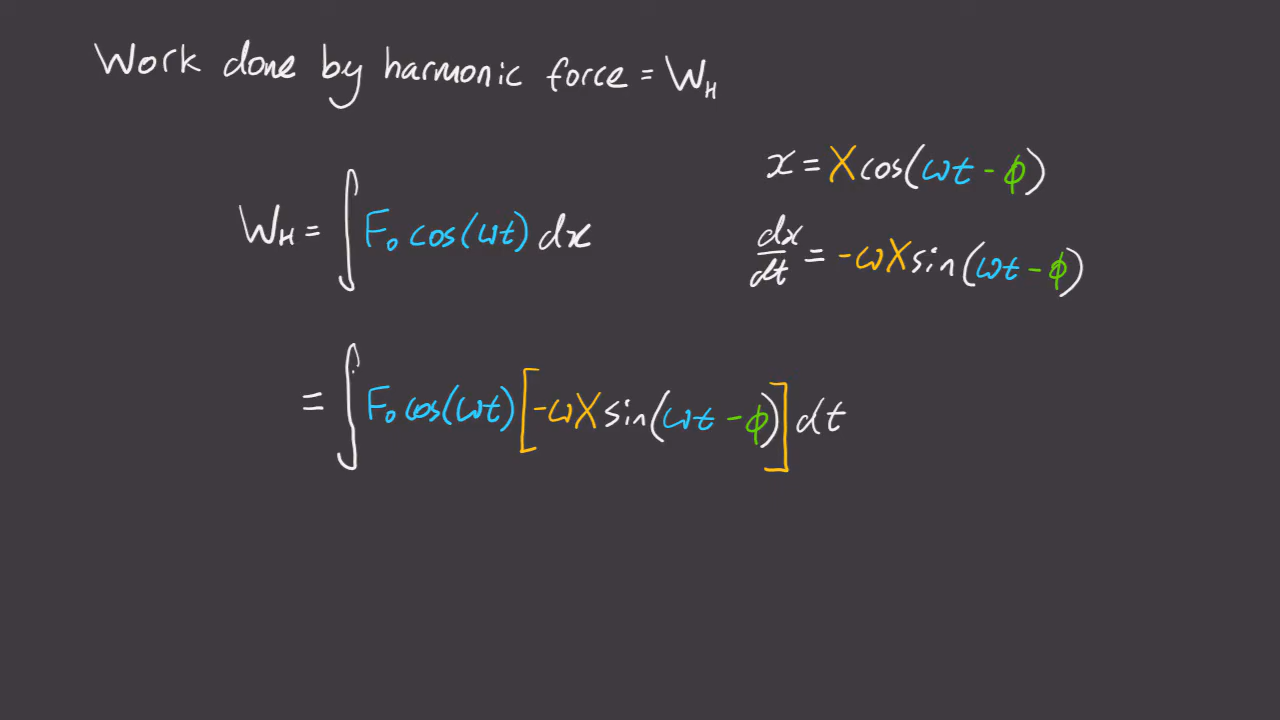 Work done by harmonic force = W_H
x = X cos(ωt - φ)
W_H = ∫ F₀ cos(ωt) dx
dx/dt = -ωX sin(ωt - φ)
= ∫ F₀ cos(ωt) [-ωX sin(ωt - φ)] dt